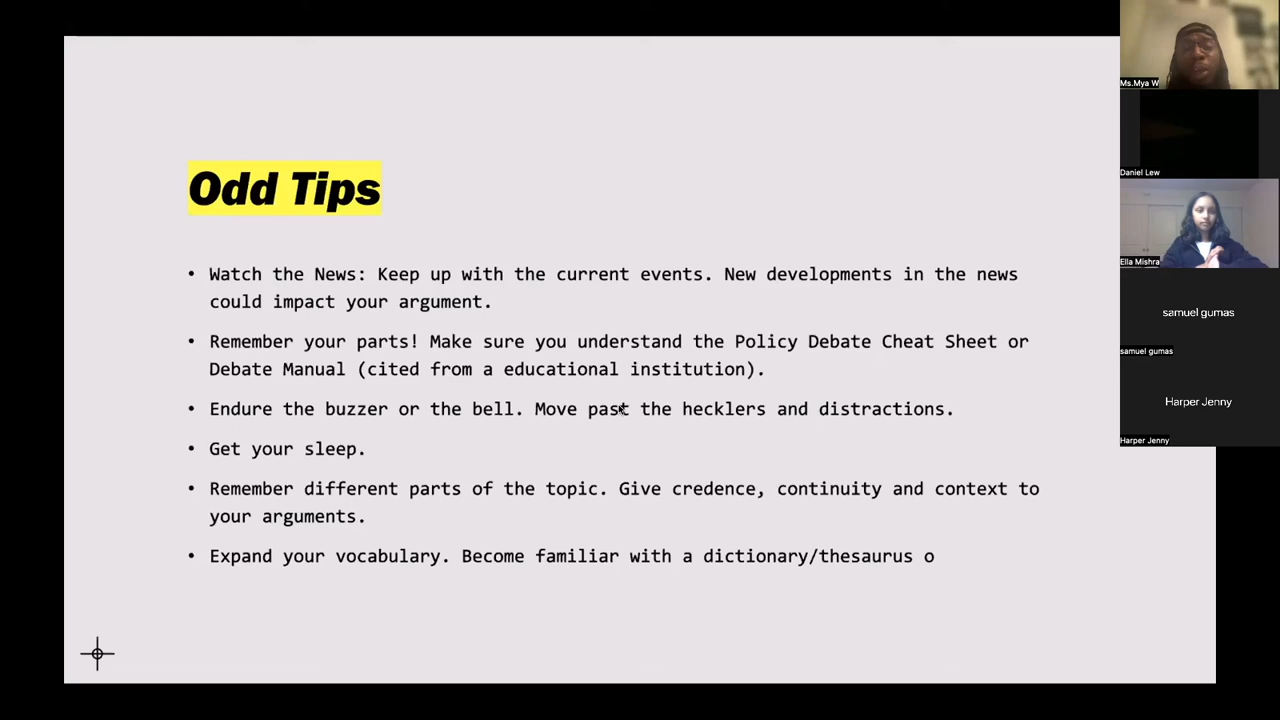 Odd Tips
• Watch the News: Keep up with the current events. New developments in the news
could impact your argument.
• Remember your parts! Make sure you understand the Policy Debate Cheat Sheet or
Debate Manual (cited from a educational institution).
• Endure the buzzer or the bell. Move past the hecklers and distractions.
• Get your sleep.
• Remember different parts of the topic. Give credence, continuity and context to
your arguments.
• Expand your vocabulary. Become familiar with a dictionary/thesaurus o
Ms.Mya W
Daniel Lew
Ella Mishra
samuel gumas
samuel gumas
Harper Jenny
Harper Jenny